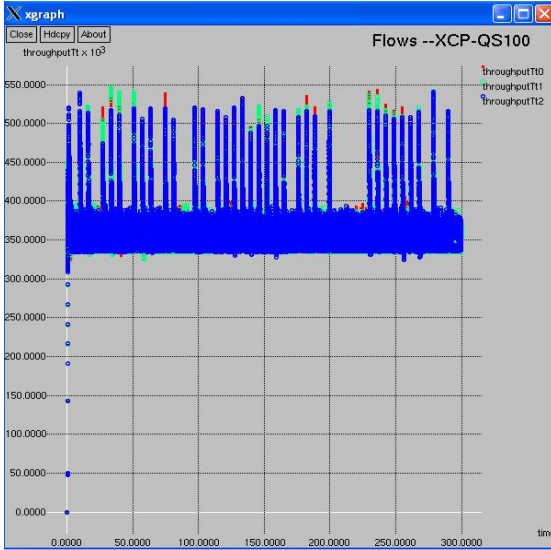 xgraph
Close Hdcpy About
Flows --XCP-QS100
throughputTt x 10³
throughputTt0
throughputTt1
throughputTt2
550.0000
500.0000
450.0000
400.0000
350.0000
300.0000
250.0000
200.0000
150.0000
100.0000
50.0000
0.0000
time
0.0000 50.0000 100.0000 150.0000 200.0000 250.0000 300.0000